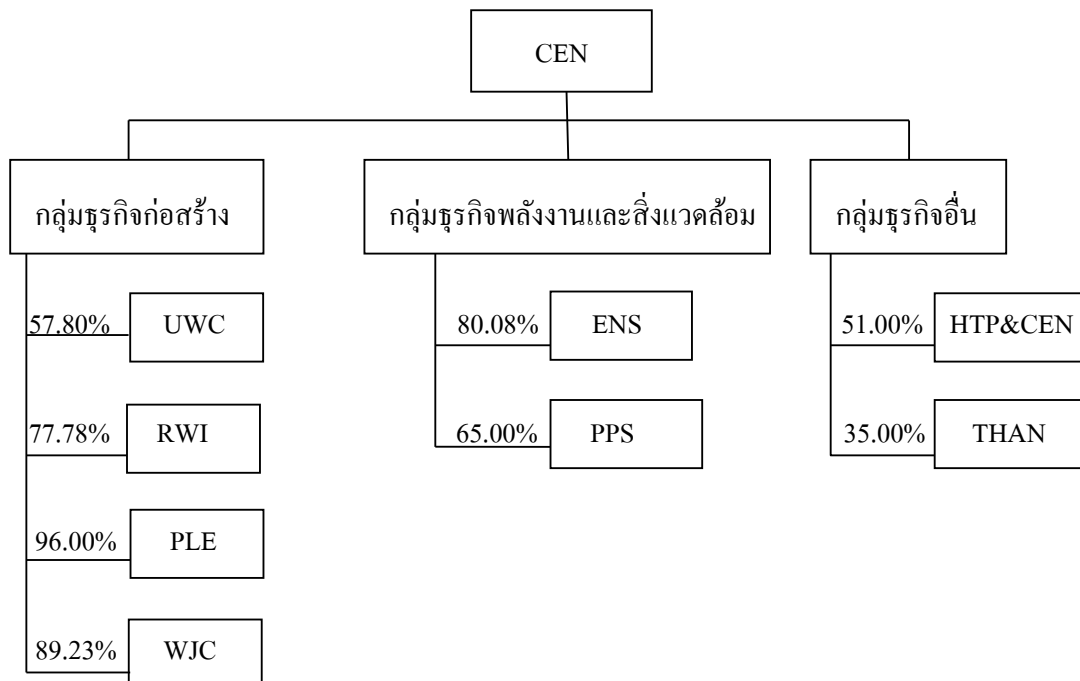 CEN
กลุ่มธุรกิจก่อสร้าง
กลุ่มธุรกิจพลังงานและสิ่งแวดล้อม
กลุ่มธุรกิจอื่น
57.80% UWC
80.08% ENS
51.00% HTP&CEN
77.78% RWI
65.00% PPS
35.00% THAN
96.00% PLE
89.23% WJC